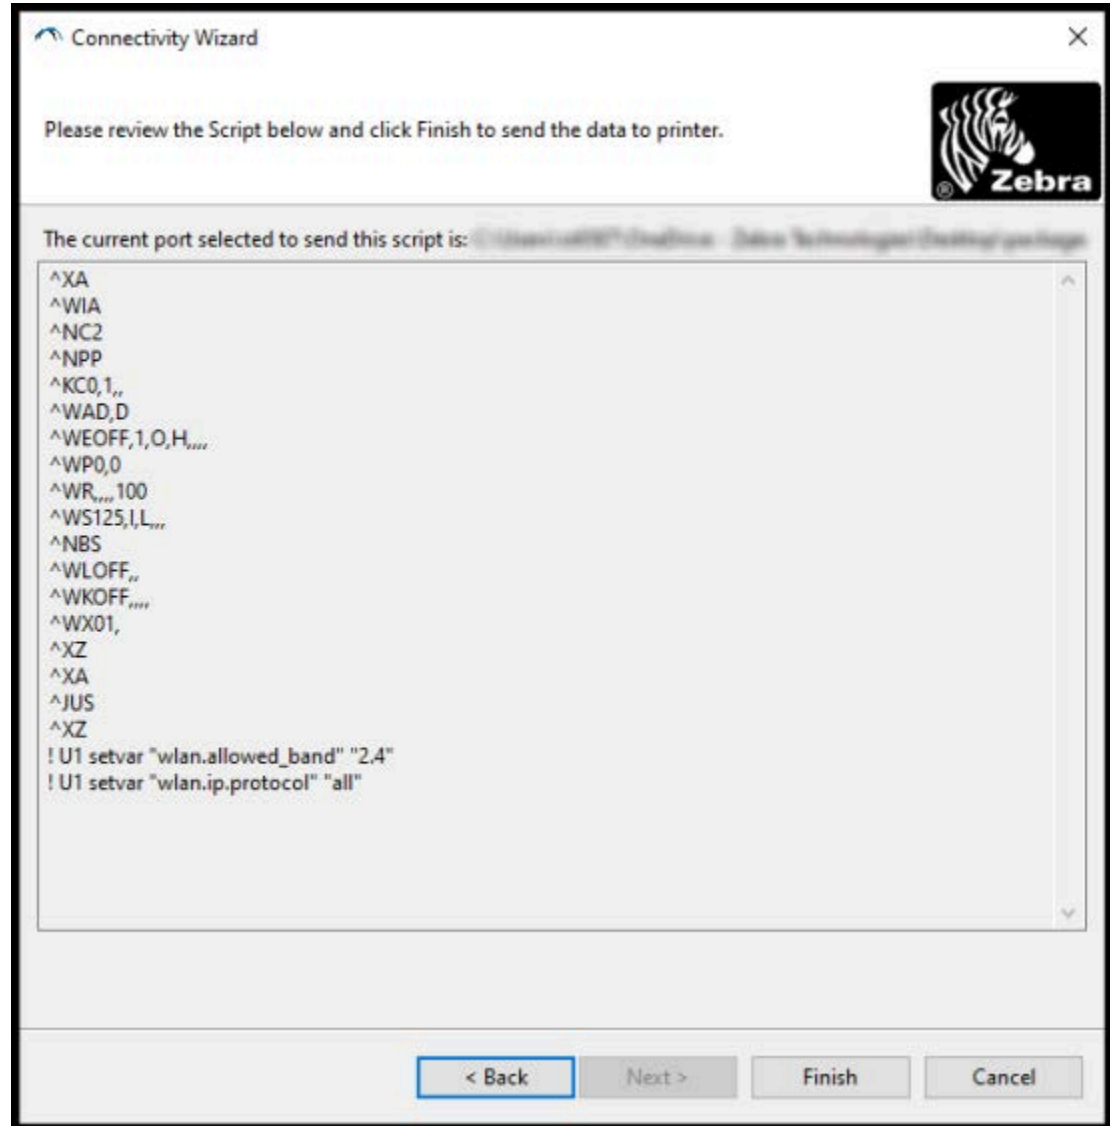 Connectivity Wizard
Please review the Script below and click Finish to send the data to printer.
® Zebra
The current port selected to send this script is:
^XA
^WIA
^NC2
^NPP
^KC0,1,,
^WAD,D
^WEOFF,1,O,H,,,,
^WP0,0
^WR,,,,100
^WS125,I,L,,,
^NBS
^WLOFF,,
^WKOFF,,,,
^WX01,
^XZ
^XA
^JUS
^XZ
! U1 setvar "wlan.allowed_band" "2.4"
! U1 setvar "wlan.ip.protocol" "all"
< Back Next > Finish Cancel